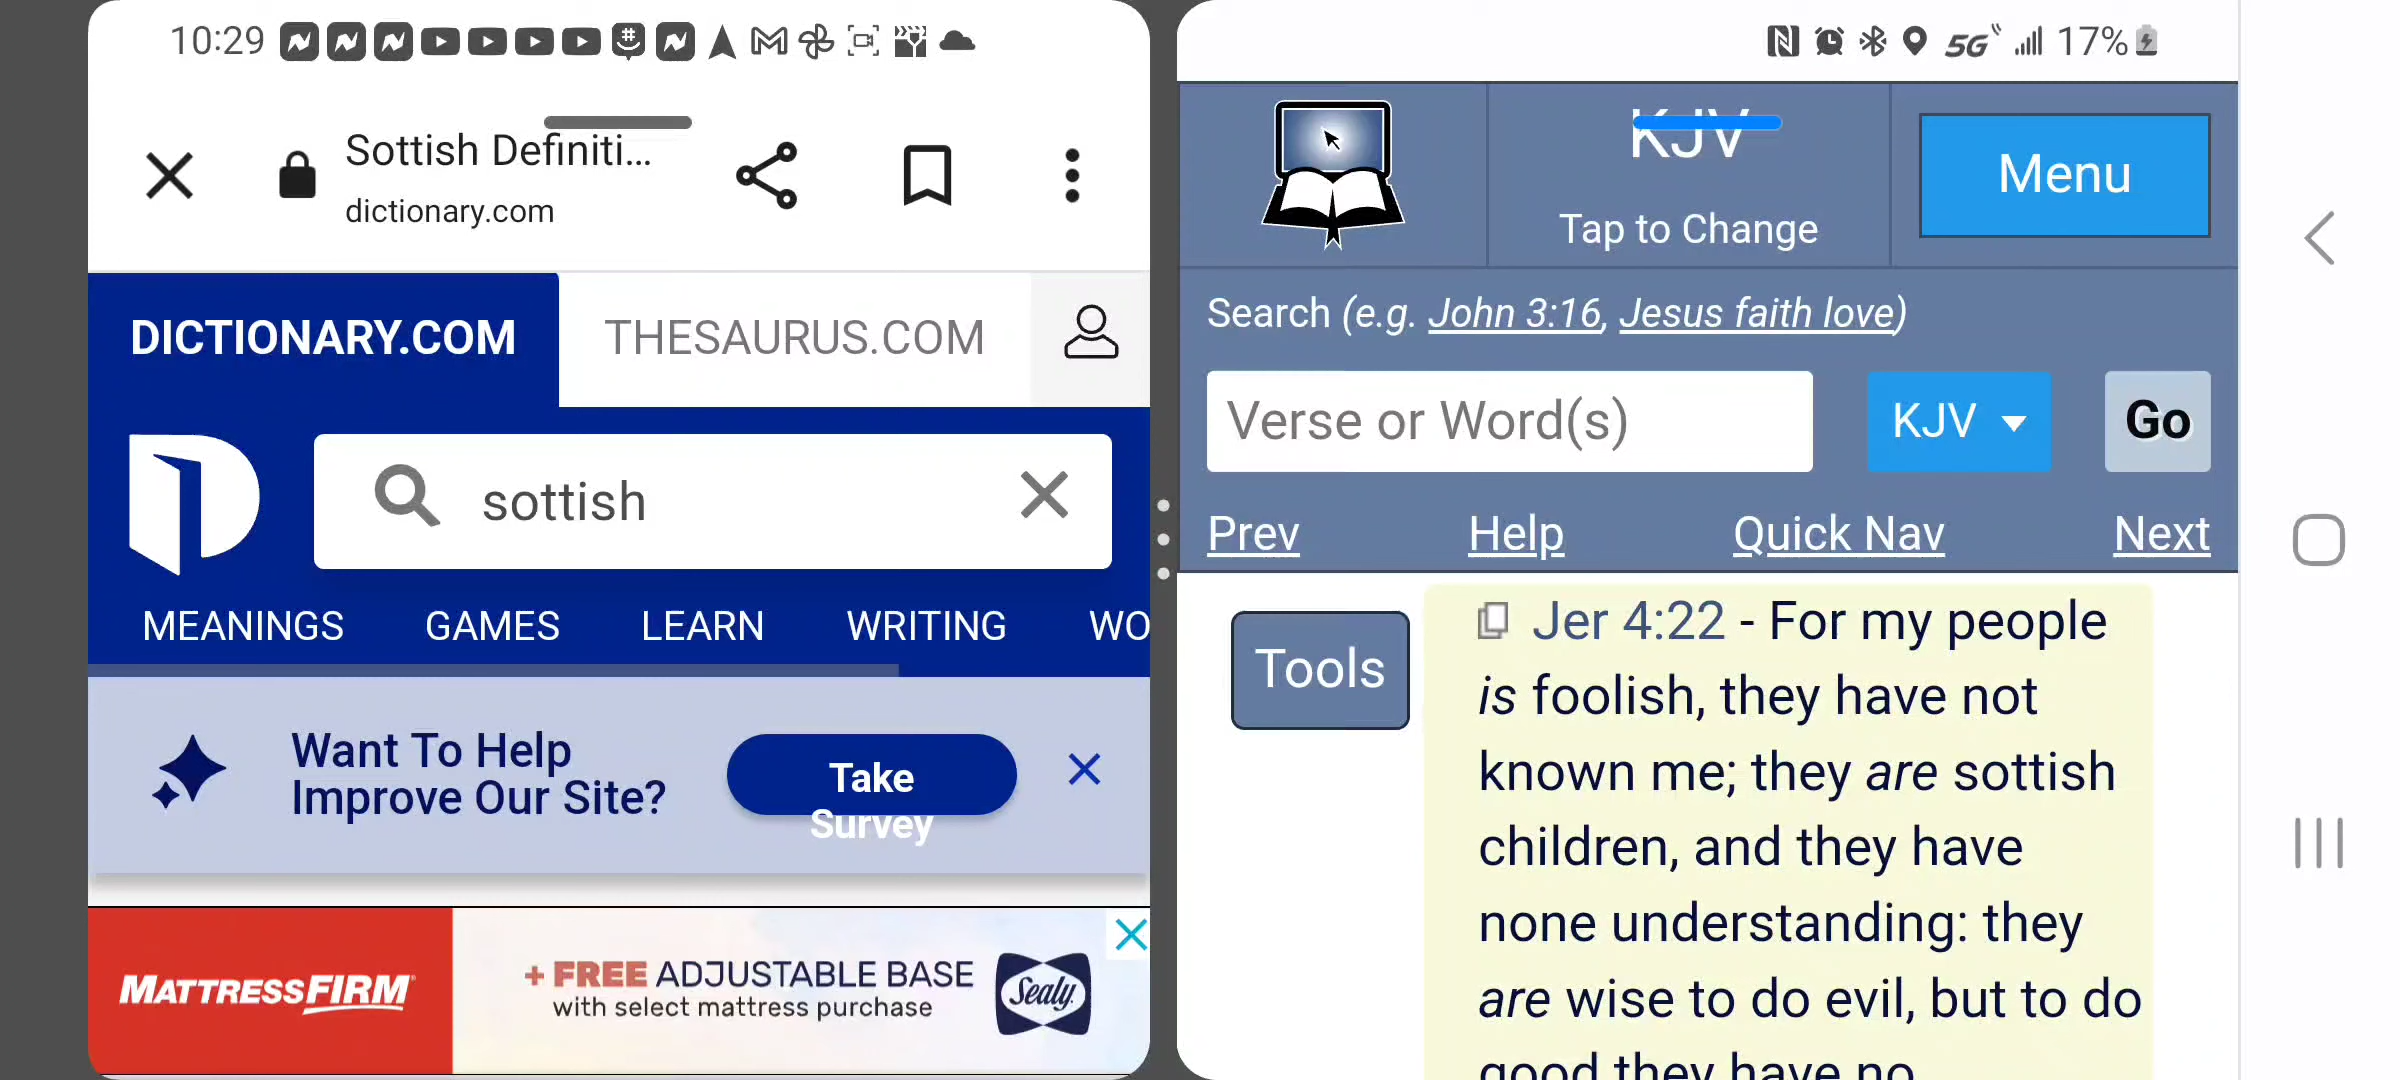 10:29
17%
5G
Sottish Definiti...
dictionary.com
DICTIONARY.COM
THESAURUS.COM
sottish
MEANINGS
GAMES
LEARN
WRITING
WO
Want To Help
Improve Our Site?
Take
Survey
MATTRESSFIRM
+ FREE ADJUSTABLE BASE
with select mattress purchase
Sealy
KJV
Tap to Change
Menu
Search (e.g. John 3:16, Jesus faith love)
Verse or Word(s)
KJV
Go
Prev
Help
Quick Nav
Next
Tools
Jer 4:22 - For my people
is foolish, they have not
known me; they are sottish
children, and they have
none understanding: they
are wise to do evil, but to do
good they have no